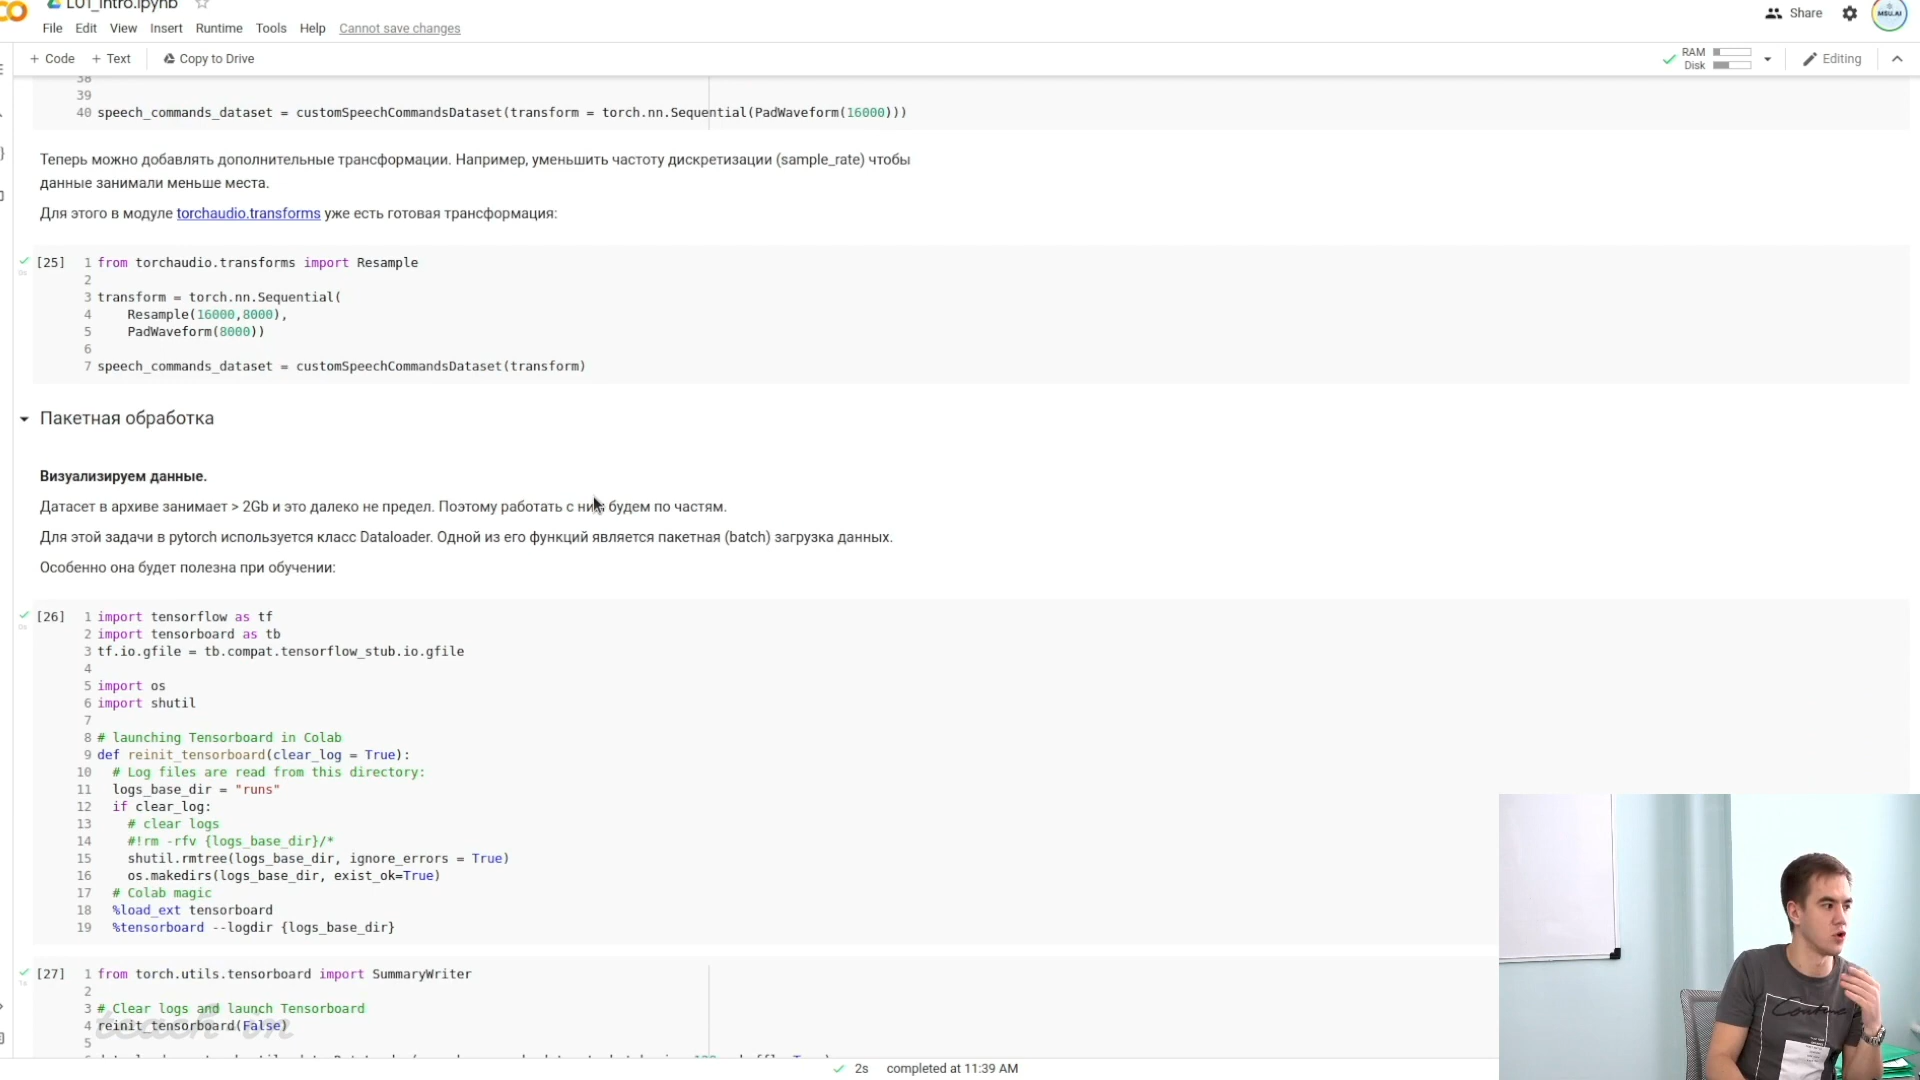 L01_Intro.ipynb
File Edit View Insert Runtime Tools Help Cannot save changes
Share
MSU.AI
+ Code + Text Copy to Drive
RAM
Disk
Editing
38
39
40 speech_commands_dataset = customSpeechCommandsDataset(transform = torch.nn.Sequential(PadWaveform(16000)))
Теперь можно добавлять дополнительные трансформации. Например, уменьшить частоту дискретизации (sample_rate) чтобы
данные занимали меньше места.
Для этого в модуле torchaudio.transforms уже есть готовая трансформация:
[25] 1 from torchaudio.transforms import Resample
2
3 transform = torch.nn.Sequential(
4 Resample(16000,8000),
5 PadWaveform(8000))
6
7 speech_commands_dataset = customSpeechCommandsDataset(transform)
Пакетная обработка
Визуализируем данные.
Датасет в архиве занимает > 2Gb и это далеко не предел. Поэтому работать с ним будем по частям.
Для этой задачи в pytorch используется класс Dataloader. Одной из его функций является пакетная (batch) загрузка данных.
Особенно она будет полезна при обучении:
[26] 1 import tensorflow as tf
2 import tensorboard as tb
3 tf.io.gfile = tb.compat.tensorflow_stub.io.gfile
4
5 import os
6 import shutil
7
8 # launching Tensorboard in Colab
9 def reinit_tensorboard(clear_log = True):
10 # Log files are read from this directory:
11 logs_base_dir = "runs"
12 if clear_log:
13 # clear logs
14 #!rm -rfv {logs_base_dir}/*
15 shutil.rmtree(logs_base_dir, ignore_errors = True)
16 os.makedirs(logs_base_dir, exist_ok=True)
17 # Colab magic
18 %load_ext tensorboard
19 %tensorboard --logdir {logs_base_dir}
[27] 1 from torch.utils.tensorboard import SummaryWriter
2
3 # Clear logs and launch Tensorboard
4 reinit_tensorboard(False)
teach-in
5
2s completed at 11:39 AM